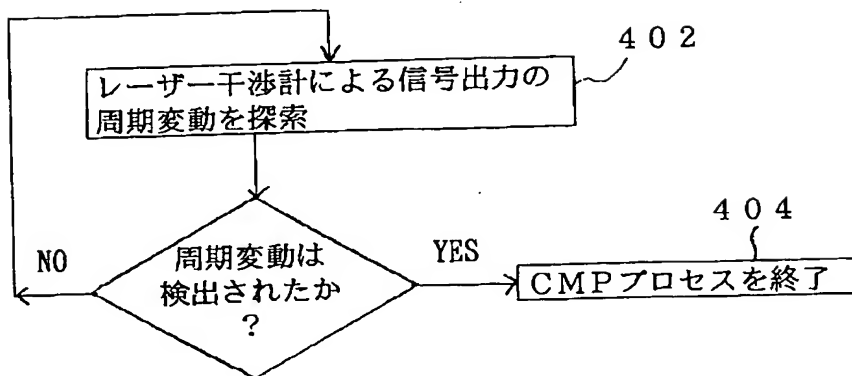 ４０２
レーザー干渉計による信号出力の
周期変動を探索
４０４
NO
周期変動は
検出されたか
？
YES
ＣＭＰプロセスを終了